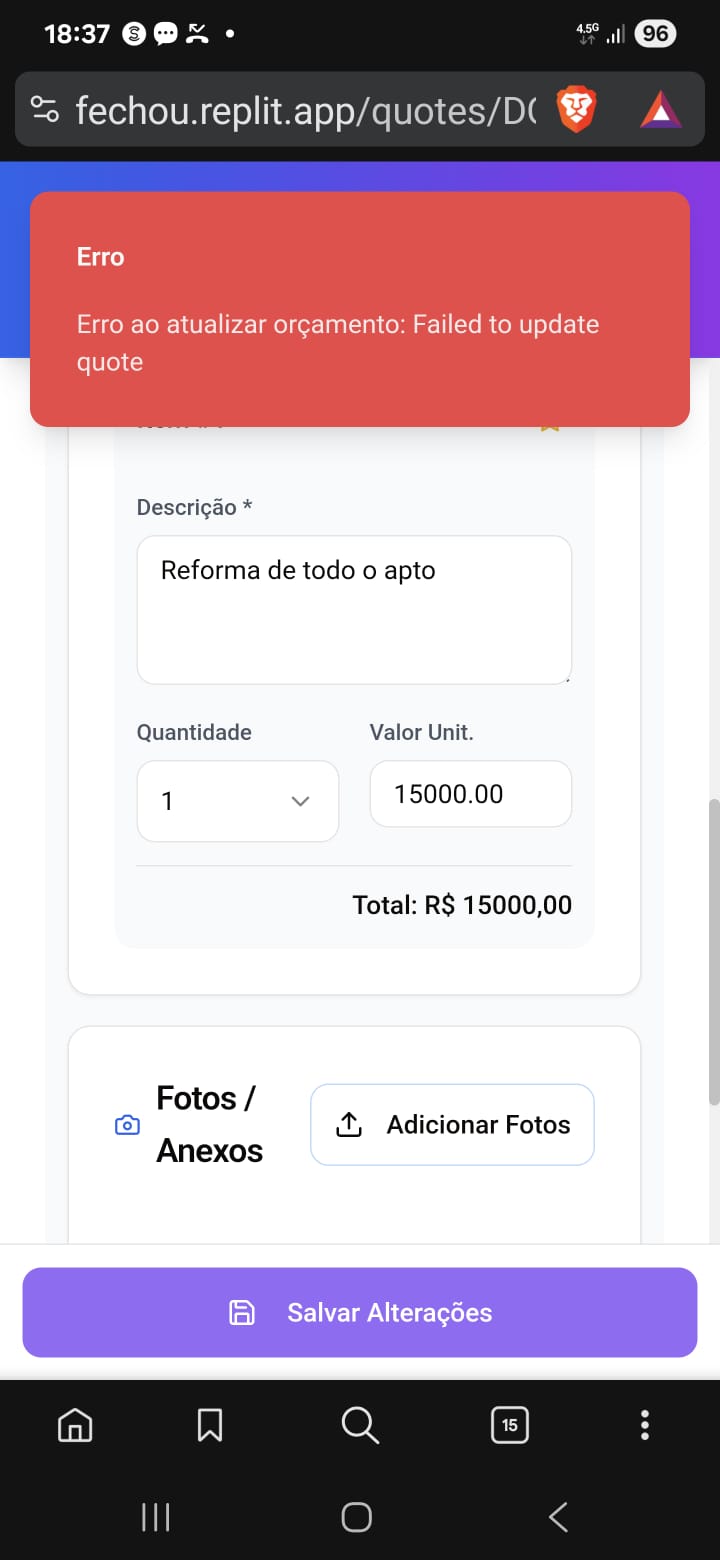 18:37
4.5G
96
fechou.replit.app/quotes/D
Erro
Erro ao atualizar orçamento: Failed to update
quote
Descrição *
Reforma de todo o apto
Quantidade
Valor Unit.
1
15000.00
Total: R$ 15000,00
Fotos /
Anexos
Adicionar Fotos
Salvar Alterações
15